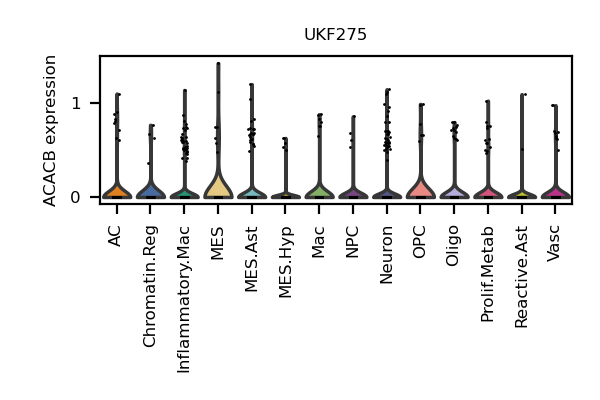 UKF275
ACACB expression
1
0
AC
Chromatin.Reg
Inflammatory.Mac
MES
MES.Ast
MES.Hyp
Mac
NPC
Neuron
OPC
Oligo
Prolif.Metab
Reactive.Ast
Vasc